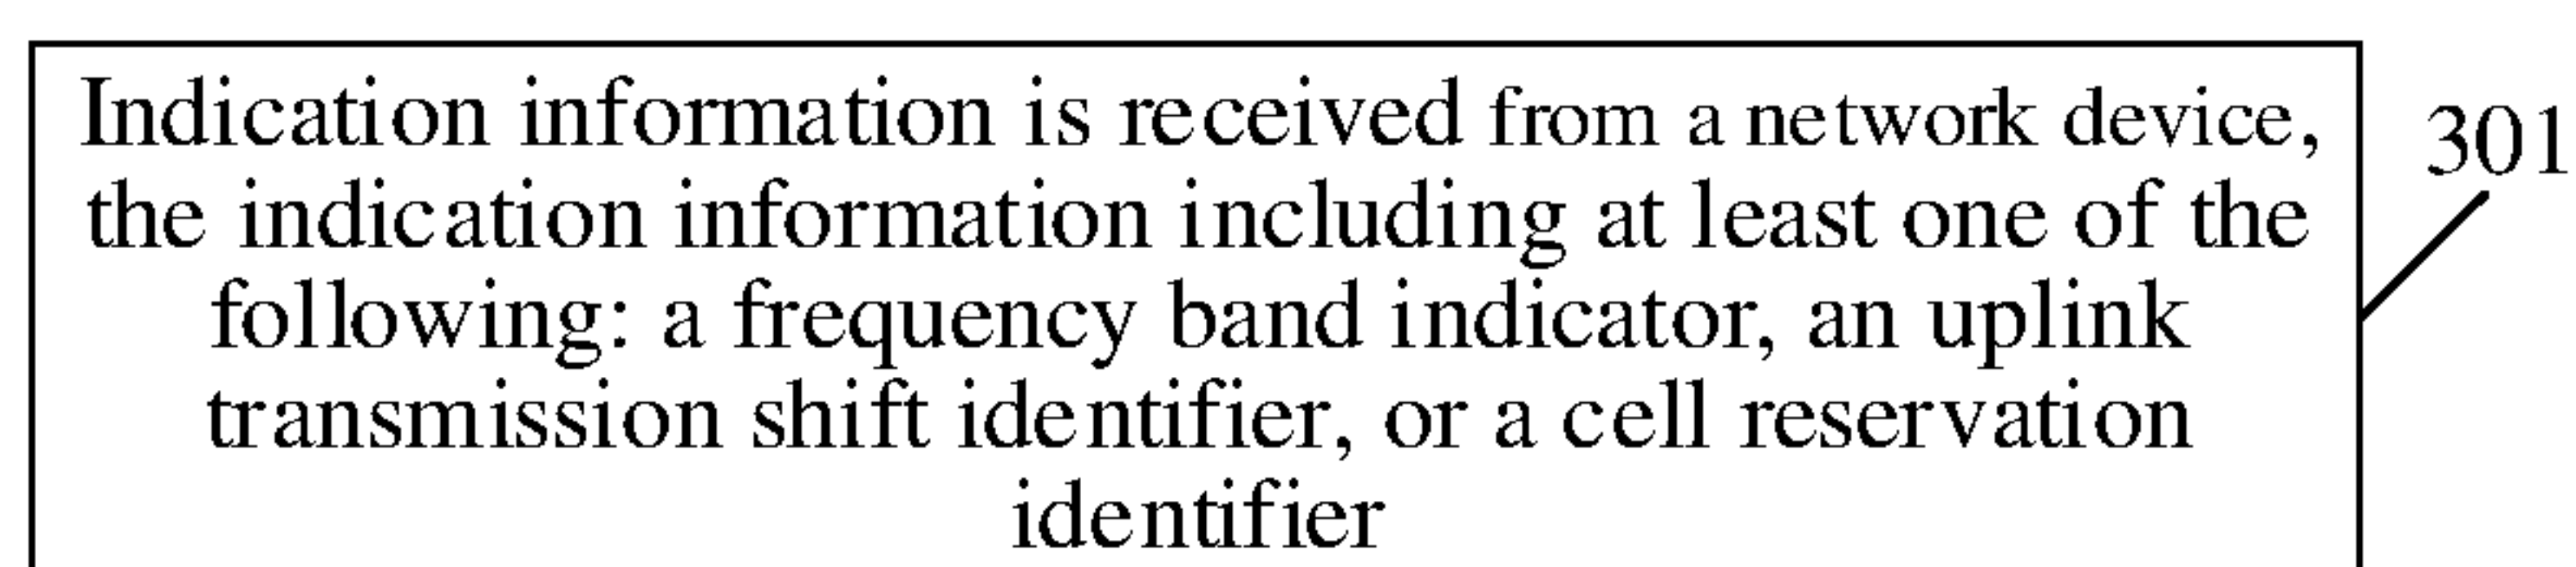 Indication information is received from a network device,
the indication information including at least one of the
following: a frequency band indicator, an uplink
transmission shift identifier, or a cell reservation
identifier
301